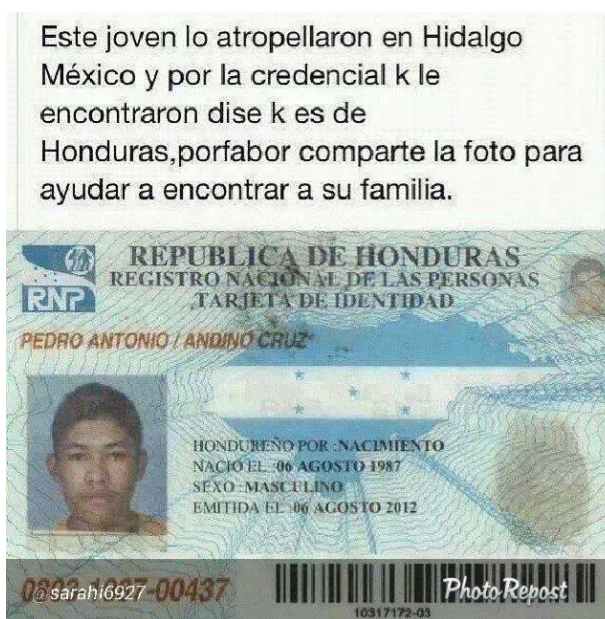 Este joven lo atropellaron en Hidalgo
México y por la credencial k le
encontraron dise k es de
Honduras,porfabor comparte la foto para
ayudar a encontrar a su familia.
REPUBLICA DE HONDURAS
REGISTRO NACIONAL DE LAS PERSONAS
TARJETA DE IDENTIDAD
RNP
PEDRO ANTONIO / ANDINO CRUZ
HONDUREÑO POR :NACIMIENTO
NACIO EL :06 AGOSTO 1987
SEXO :MASCULINO
EMITIDA EL :06 AGOSTO 2012
-00437
@sarahi6927
PhotoRepost
10317172-03